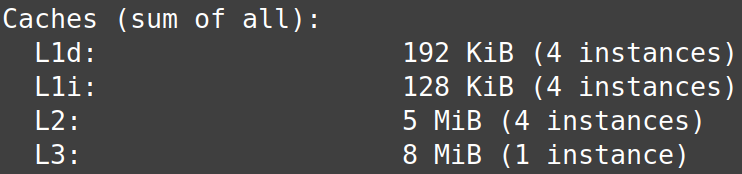 Caches (sum of all):
L1d: 192 KiB (4 instances)
L1i: 128 KiB (4 instances)
L2: 5 MiB (4 instances)
L3: 8 MiB (1 instance)